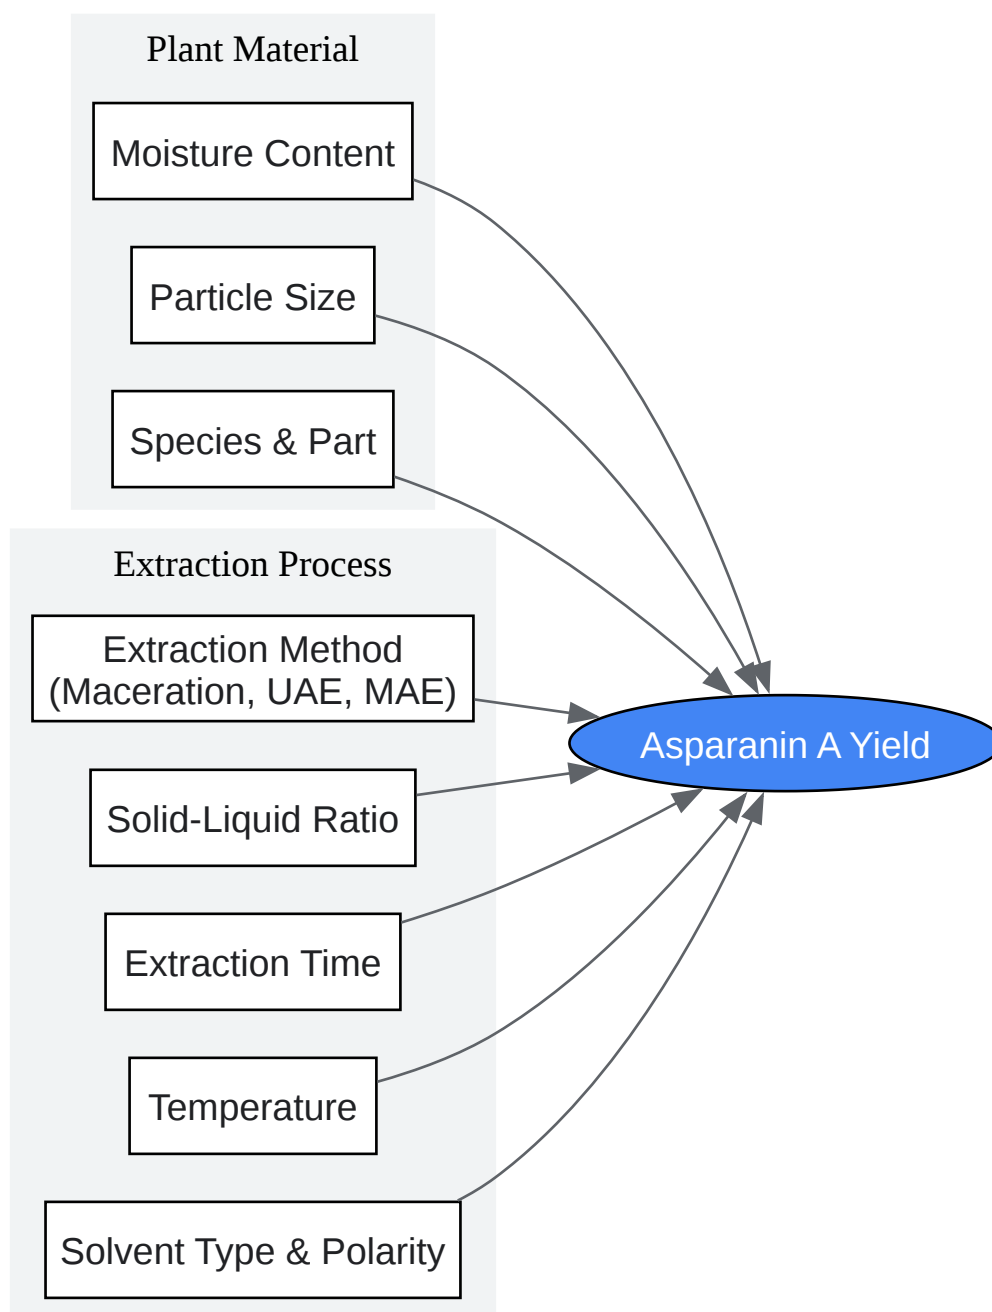 Plant Material
Moisture Content
Particle Size
Species & Part
Extraction Process
Extraction Method
(Maceration, UAE, MAE)
Solid-Liquid Ratio
Extraction Time
Temperature
Solvent Type & Polarity
Asparanin A Yield